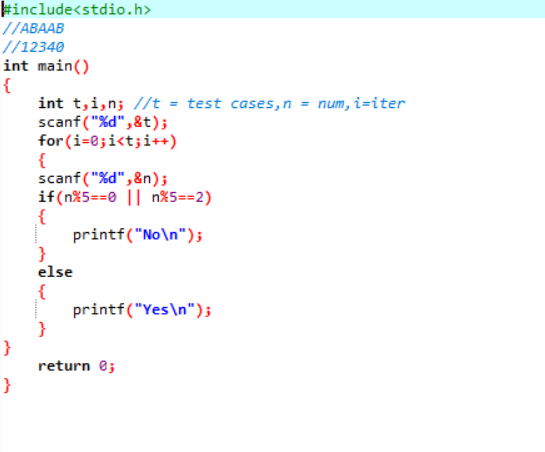 #include<stdio.h>
//ABAAB
//12340
int main()
{
    int t,i,n; //t = test cases,n = num,i=iter
    scanf("%d",&t);
    for(i=0;i<t;i++)
    {
    scanf("%d",&n);
    if(n%5==0 || n%5==2)
    {
        printf("No\n");
    }
    else
    {
        printf("Yes\n");
    }
}
    return 0;
}